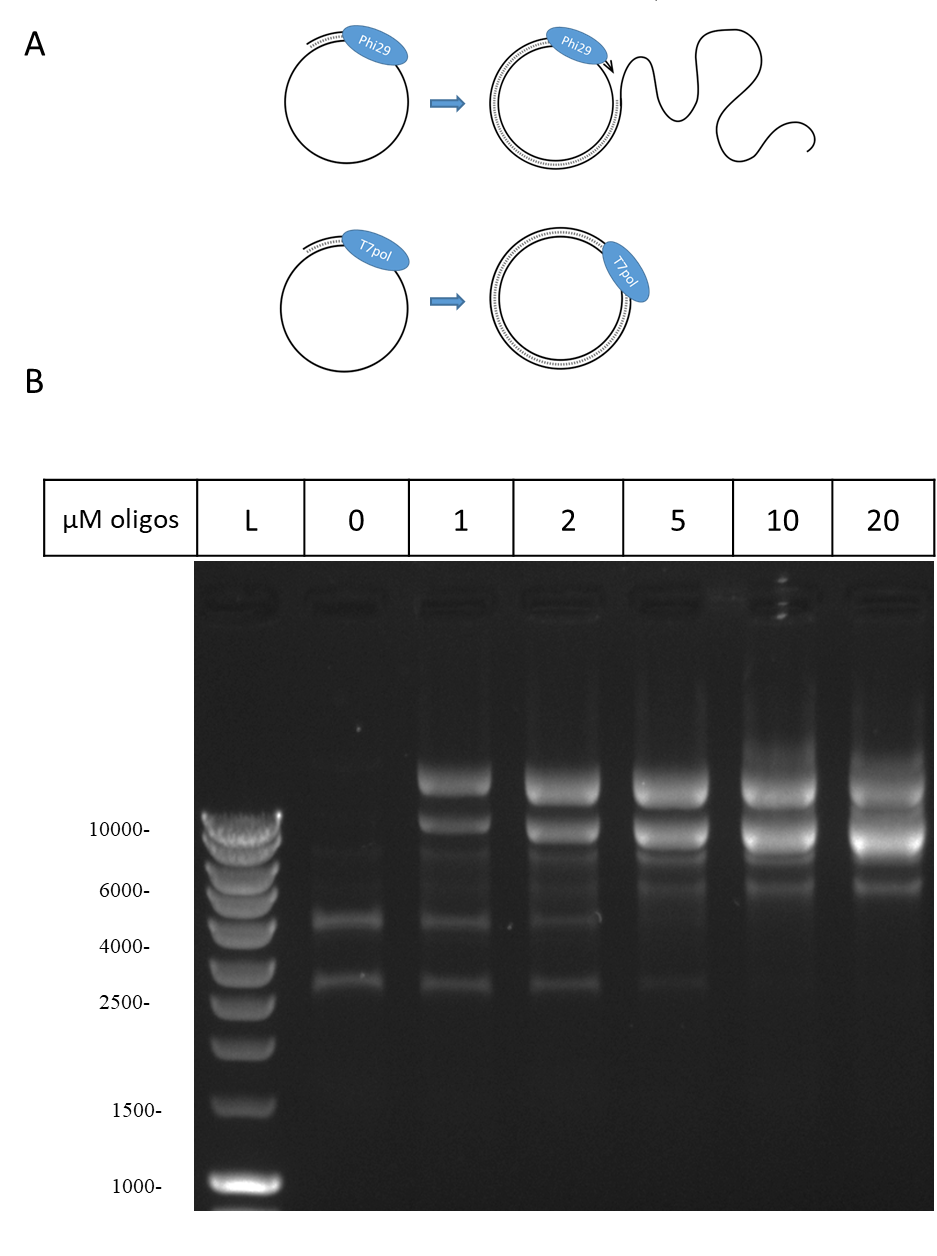 A
Phi29
Phi29
T7pol
T7pol
B
µM oligos L 0 1 2 5 10 20
10000-
6000-
4000-
2500-
1500-
1000-